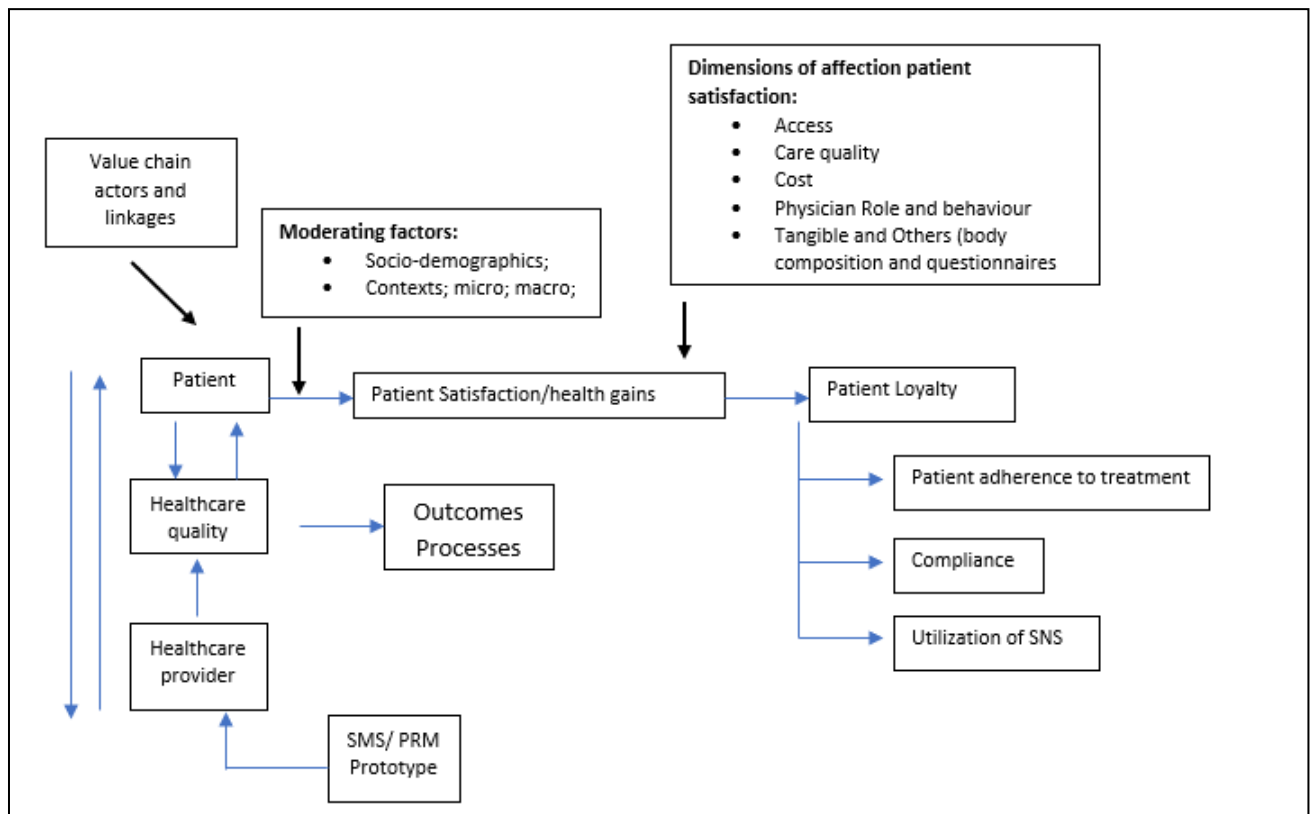 Dimensions of affection patient
satisfaction:
• Access
• Care quality
• Cost
• Physician Role and behaviour
• Tangible and Others (body
composition and questionnaires
Value chain
actors and
linkages
Moderating factors:
• Socio-demographics;
• Contexts; micro; macro;
Patient
Patient Satisfaction/health gains
Patient Loyalty
Patient adherence to treatment
Healthcare
quality
Outcomes
Processes
Compliance
Healthcare
provider
Utilization of SNS
SMS/ PRM
Prototype